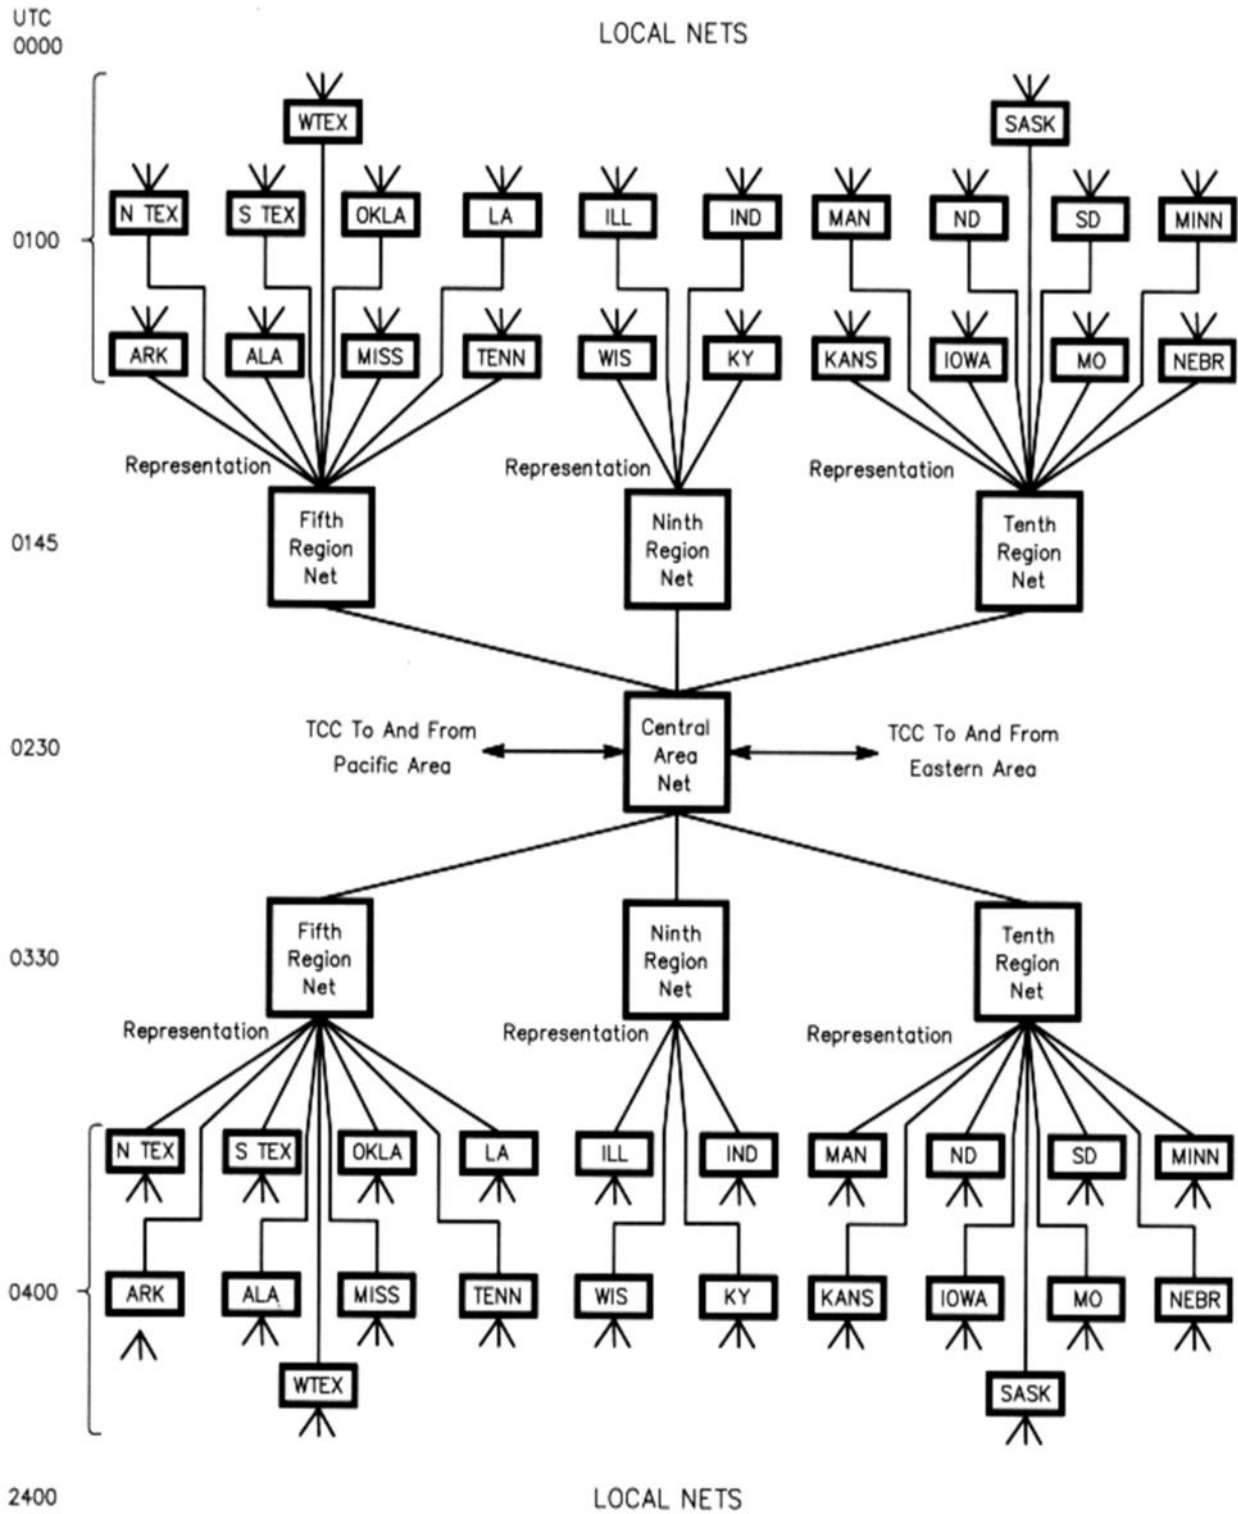 UTC
0000
LOCAL NETS
WTEX
SASK
N TEX
S TEX
OKLA
LA
ILL
IND
MAN
ND
SD
MINN
0100
ARK
ALA
MISS
TENN
WIS
KY
KANS
IOWA
MO
NEBR
Representation
Representation
Representation
0145
Fifth
Region
Net
Ninth
Region
Net
Tenth
Region
Net
0230
TCC To And From
Pacific Area
Central
Area
Net
TCC To And From
Eastern Area
0330
Fifth
Region
Net
Ninth
Region
Net
Tenth
Region
Net
Representation
Representation
Representation
N TEX
S TEX
OKLA
LA
ILL
IND
MAN
ND
SD
MINN
0400
ARK
ALA
MISS
TENN
WIS
KY
KANS
IOWA
MO
NEBR
WTEX
SASK
2400
LOCAL NETS